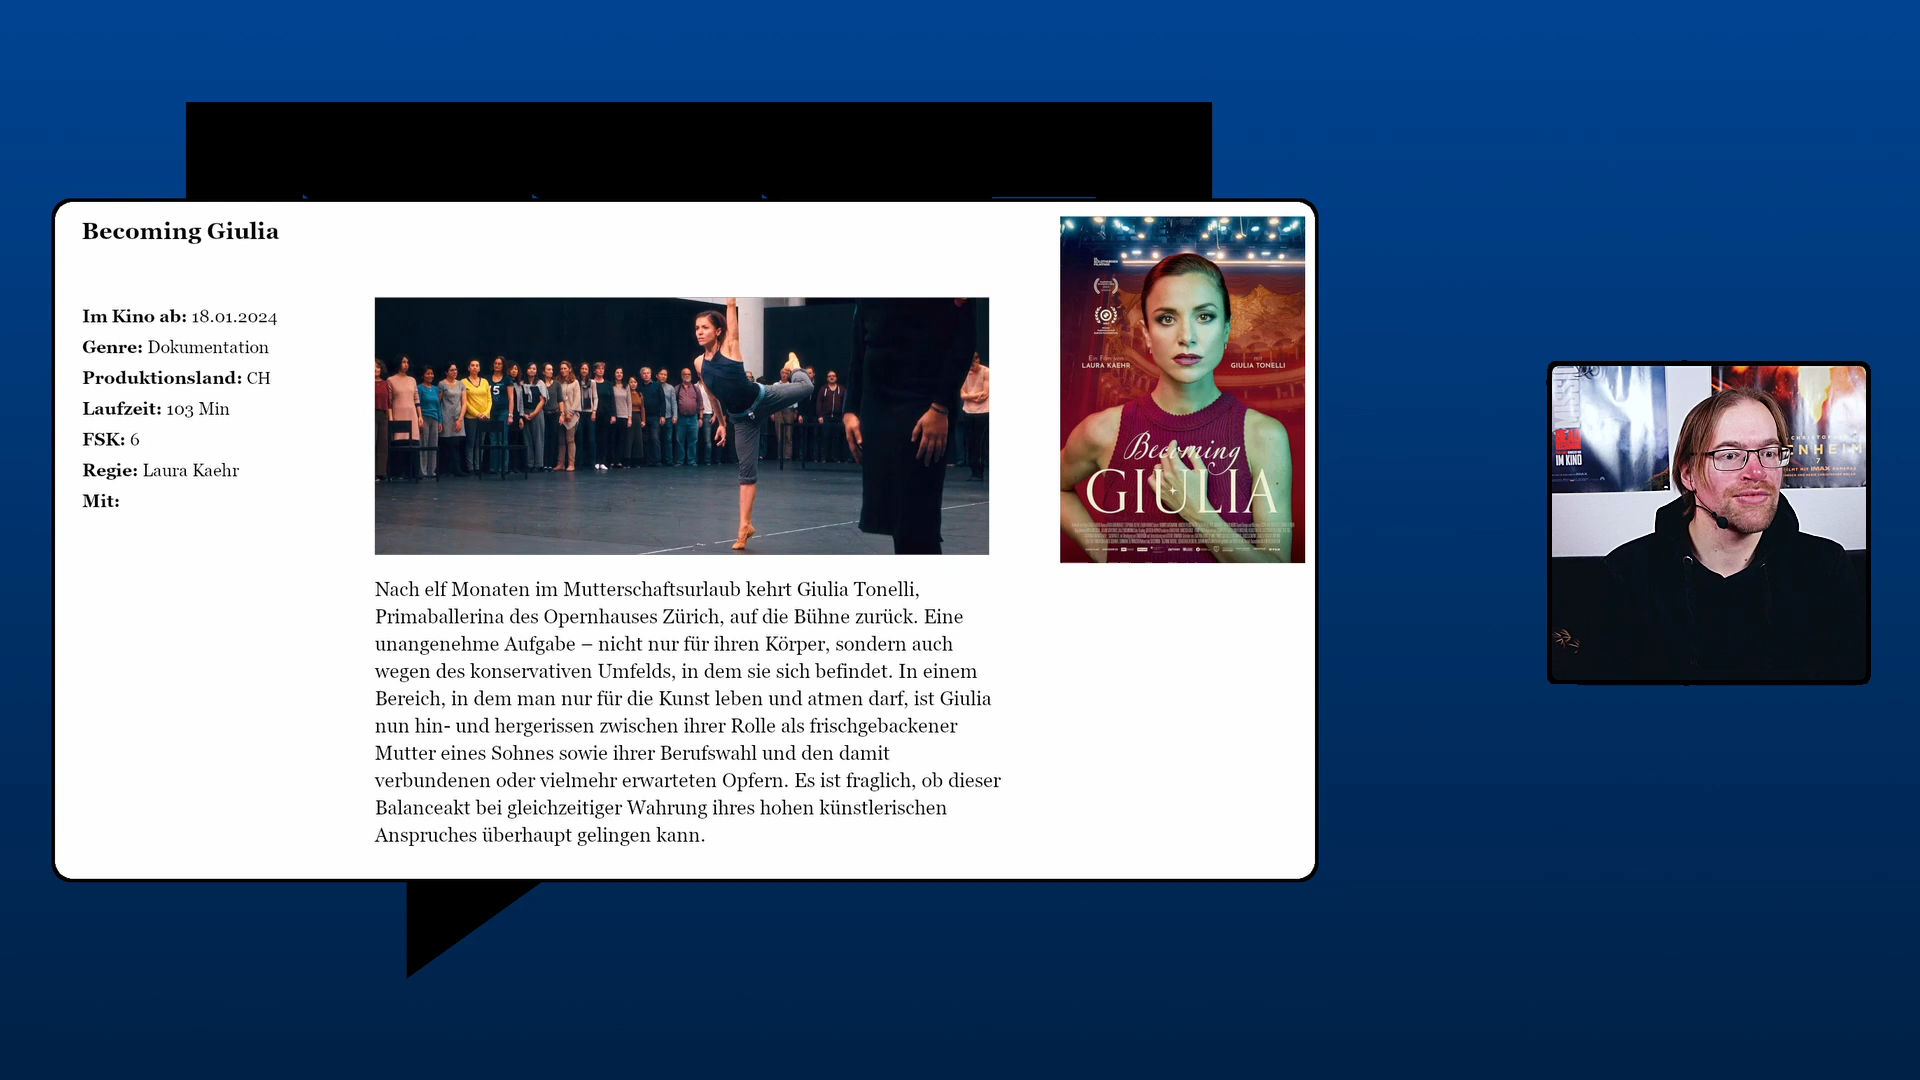 Becoming Giulia
Im Kino ab: 18.01.2024
Genre: Dokumentation
Produktionsland: CH
Laufzeit: 103 Min
FSK: 6
Regie: Laura Kaehr
Mit:
Nach elf Monaten im Mutterschaftsurlaub kehrt Giulia Tonelli,
Primaballerina des Opernhauses Zürich, auf die Bühne zurück. Eine
unangenehme Aufgabe – nicht nur für ihren Körper, sondern auch
wegen des konservativen Umfelds, in dem sie sich befindet. In einem
Bereich, in dem man nur für die Kunst leben und atmen darf, ist Giulia
nun hin- und hergerissen zwischen ihrer Rolle als frischgebackener
Mutter eines Sohnes sowie ihrer Berufswahl und den damit
verbundenen oder vielmehr erwarteten Opfern. Es ist fraglich, ob dieser
Balanceakt bei gleichzeitiger Wahrung ihres hohen künstlerischen
Anspruches überhaupt gelingen kann.
Ein Film von
LAURA KAEHR
mit
GIULIA TONELLI
Becoming
GIULIA
IM KINO
CHRISTOPH
ENHEIM
IMAX